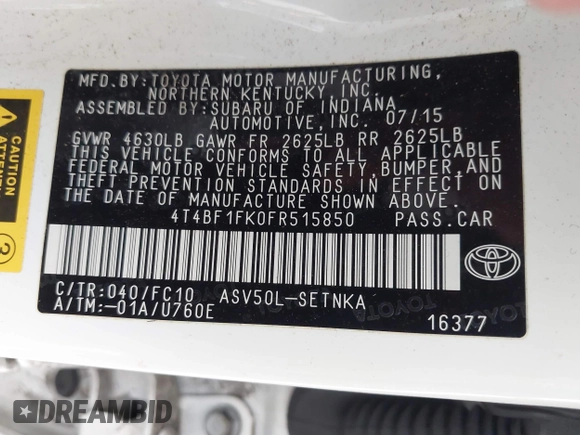 MFD. BY: TOYOTA MOTOR MANUFACTURING,
NORTHERN KENTUCKY, INC.
ASSEMBLED BY: SUBARU OF INDIANA
AUTOMOTIVE, INC. 07/15
GVWR 4630LB GAWR FR 2625LB RR 2625LB
THIS VEHICLE CONFORMS TO ALL APPLICABLE
FEDERAL MOTOR VEHICLE SAFETY, BUMPER, AND
THEFT PREVENTION STANDARDS IN EFFECT ON
THE DATE OF MANUFACTURE SHOWN ABOVE.
4T4BF1FK0FR515850 PASS. CAR
C/TR: 040/FC10 ASV50L-SETNKA
A/TM: -01A/U760E
16377
TOYOTA
3
DREAMBID